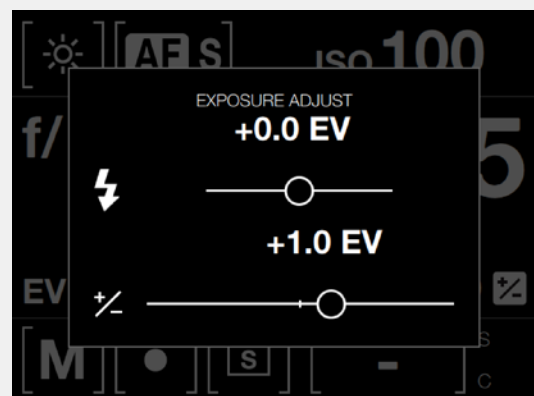 AF S
ISO 100
EXPOSURE ADJUST
+0.0 EV
f/
5
+1.0 EV
EV
+/-
M
S
-
S
C